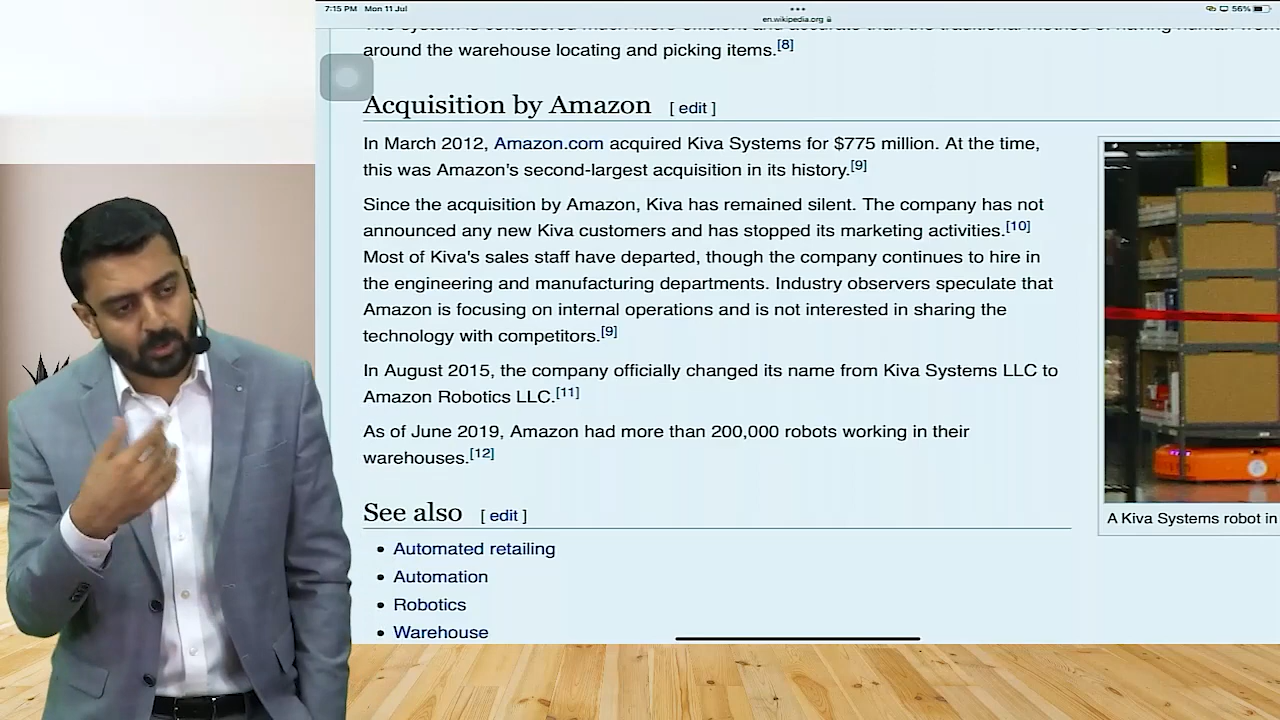 7:15 PM Mon 11 Jul
en.wikipedia.org
56%
around the warehouse locating and picking items.[8]
Acquisition by Amazon [ edit ]
In March 2012, Amazon.com acquired Kiva Systems for $775 million. At the time,
this was Amazon's second-largest acquisition in its history.[9]
Since the acquisition by Amazon, Kiva has remained silent. The company has not
announced any new Kiva customers and has stopped its marketing activities.[10]
Most of Kiva's sales staff have departed, though the company continues to hire in
the engineering and manufacturing departments. Industry observers speculate that
Amazon is focusing on internal operations and is not interested in sharing the
technology with competitors.[9]
In August 2015, the company officially changed its name from Kiva Systems LLC to
Amazon Robotics LLC.[11]
As of June 2019, Amazon had more than 200,000 robots working in their
warehouses.[12]
A Kiva Systems robot in
See also [ edit ]
• Automated retailing
• Automation
• Robotics
• Warehouse